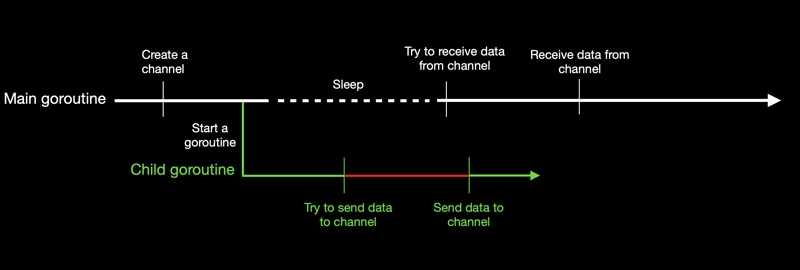 Create a
channel
Try to receive data
from channel
Receive data from
channel
Sleep
Main goroutine
Start a
goroutine
Child goroutine
Try to send data
to channel
Send data to
channel